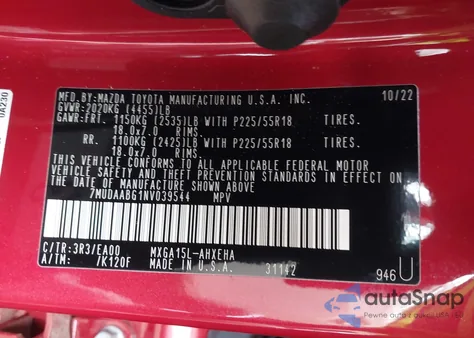 MFD. BY: MAZDA TOYOTA MANUFACTURING U.S.A. INC. 10/22
GVWR: 2020KG (4455)LB
GAWR:FRT. 1150KG (2535)LB WITH P225/55R18 TIRES.
18.0x7.0 RIMS.
RR. 1100KG (2425)LB WITH P225/55R18 TIRES.
18.0x7.0 RIMS.
THIS VEHICLE CONFORMS TO ALL APPLICABLE FEDERAL MOTOR
VEHICLE SAFETY AND THEFT PREVENTION STANDARDS IN EFFECT
ON THE DATE OF MANUFACTURE SHOWN ABOVE.
7MUDAABG1NV039544 MPV
C/TR:3R3/EA00 MXGA15L-AHXEHA
A/TM: /K120F MADE IN U.S.A. 31142
946U
0A230
autoSnap